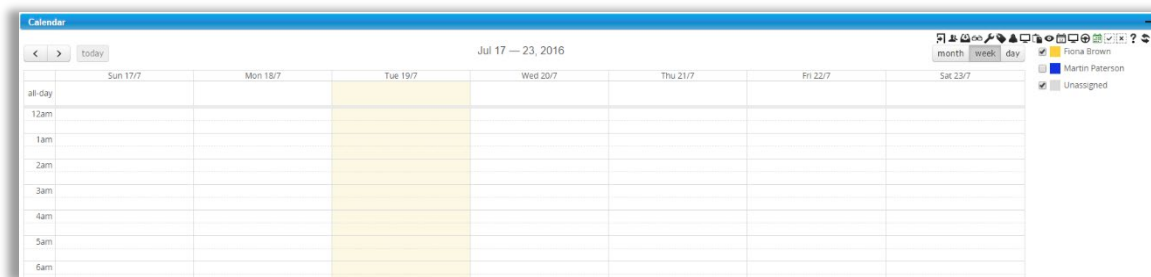 Calendar
today
Jul 17 — 23, 2016
month week day
Fiona Brown
Martin Paterson
Unassigned
Sun 17/7 Mon 18/7 Tue 19/7 Wed 20/7 Thu 21/7 Fri 22/7 Sat 23/7
all-day
12am
1am
2am
3am
4am
5am
6am